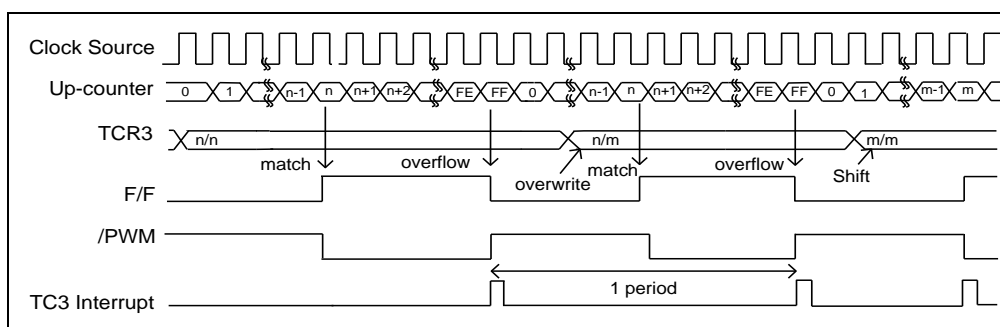 Clock Source
Up-counter 0 1 n-1 n n+1 n+2 FE FF 0 n-1 n n+1 n+2 FE FF 0 1 m-1 m
TCR3 n/n n/m m/m
match overflow overwrite match overflow Shift
F/F
/PWM
1 period
TC3 Interrupt